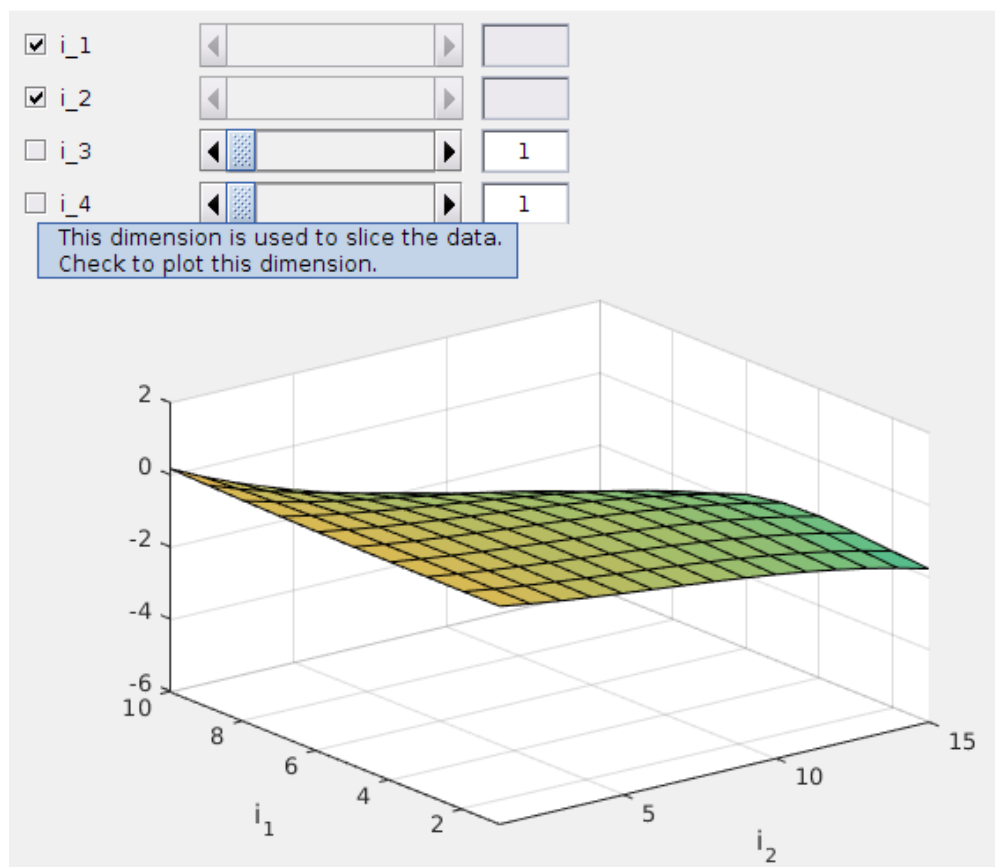 i_1
i_2
i_3 1
i_4 1
This dimension is used to slice the data.
Check to plot this dimension.
2
0
-2
-4
-6
10
8
6
4
2
i1
5
10
15
i2